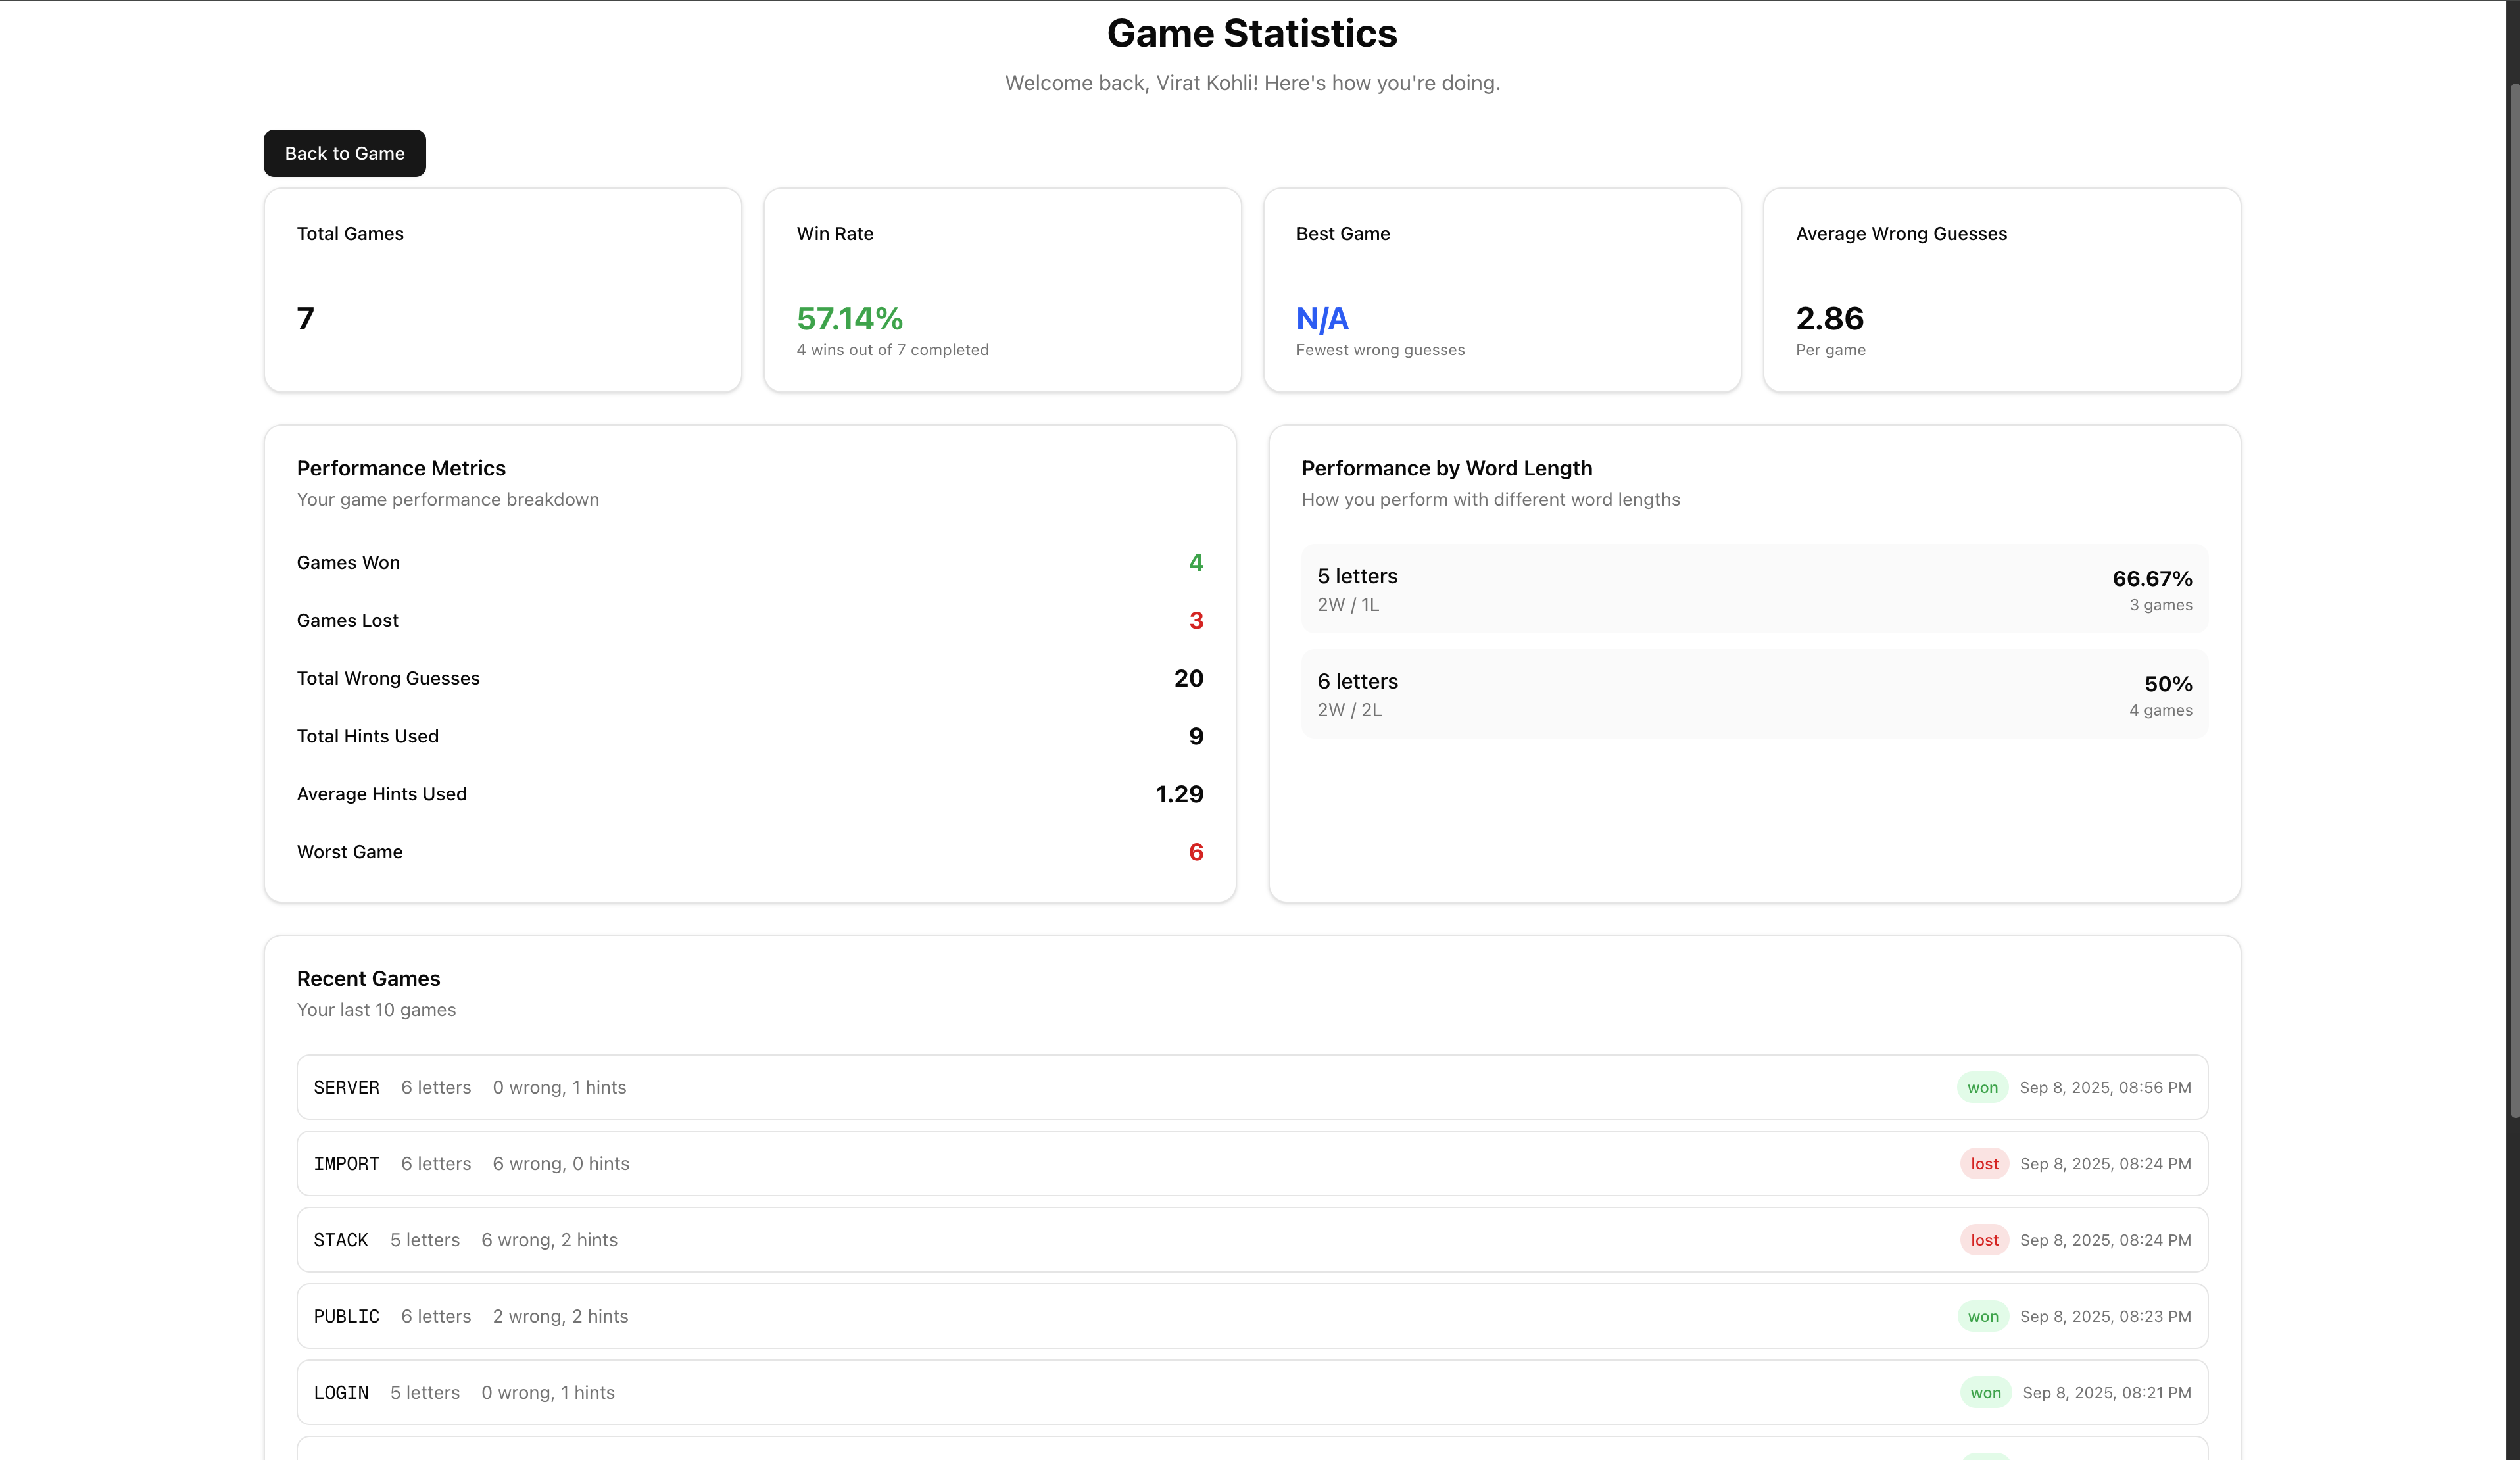 Game Statistics
Welcome back, Virat Kohli! Here's how you're doing.
Back to Game
Total Games
7
Win Rate
57.14%
4 wins out of 7 completed
Best Game
N/A
Fewest wrong guesses
Average Wrong Guesses
2.86
Per game
Performance Metrics
Your game performance breakdown
Games Won 4
Games Lost 3
Total Wrong Guesses 20
Total Hints Used 9
Average Hints Used 1.29
Worst Game 6
Performance by Word Length
How you perform with different word lengths
5 letters 66.67%
2W / 1L 3 games
6 letters 50%
2W / 2L 4 games
Recent Games
Your last 10 games
SERVER 6 letters 0 wrong, 1 hints won Sep 8, 2025, 08:56 PM
IMPORT 6 letters 6 wrong, 0 hints lost Sep 8, 2025, 08:24 PM
STACK 5 letters 6 wrong, 2 hints lost Sep 8, 2025, 08:24 PM
PUBLIC 6 letters 2 wrong, 2 hints won Sep 8, 2025, 08:23 PM
LOGIN 5 letters 0 wrong, 1 hints won Sep 8, 2025, 08:21 PM